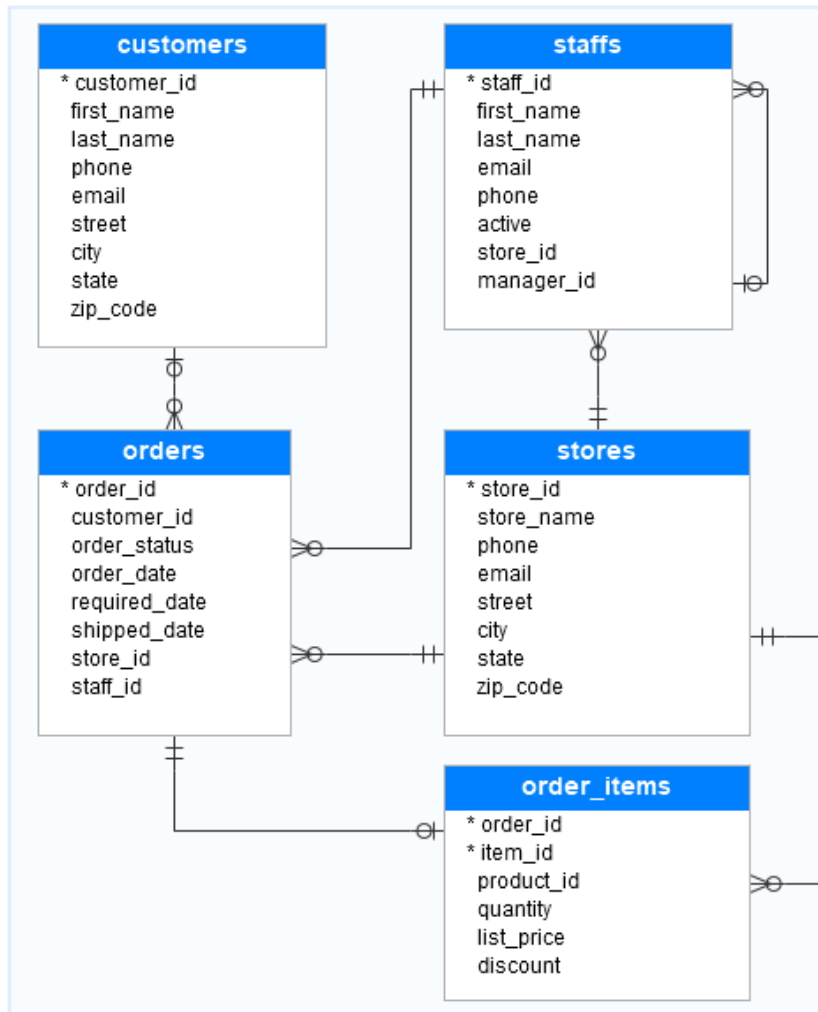 customers
* customer_id
first_name
last_name
phone
email
street
city
state
zip_code
staffs
* staff_id
first_name
last_name
email
phone
active
store_id
manager_id
orders
* order_id
customer_id
order_status
order_date
required_date
shipped_date
store_id
staff_id
stores
* store_id
store_name
phone
email
street
city
state
zip_code
order_items
* order_id
* item_id
product_id
quantity
list_price
discount